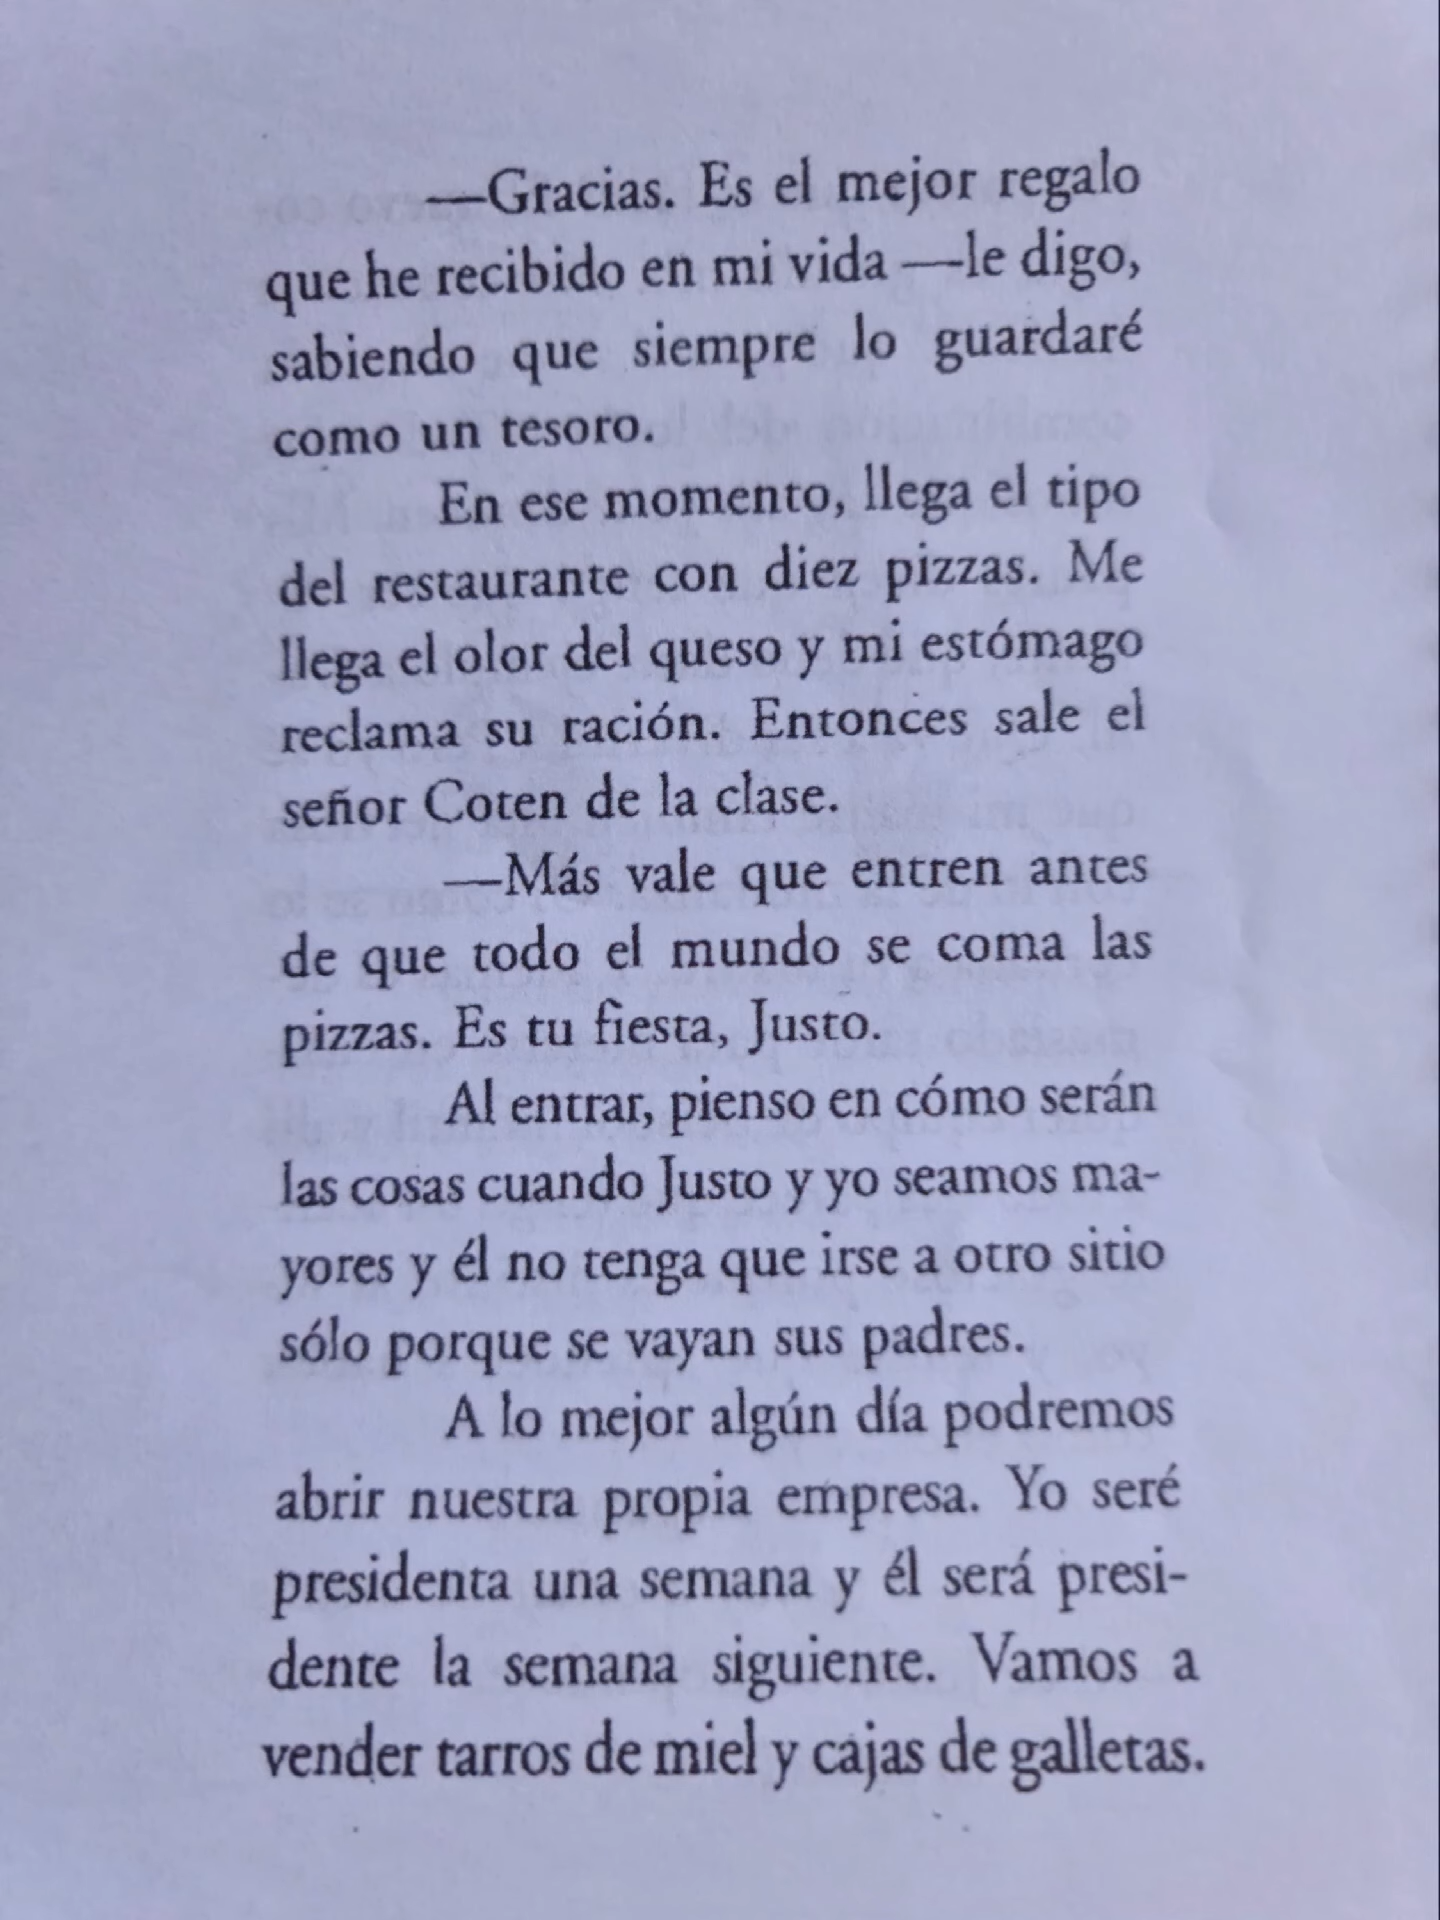 —Gracias. Es el mejor regalo
que he recibido en mi vida —le digo,
sabiendo que siempre lo guardaré
como un tesoro.
En ese momento, llega el tipo
del restaurante con diez pizzas. Me
llega el olor del queso y mi estómago
reclama su ración. Entonces sale el
señor Coten de la clase.
—Más vale que entren antes
de que todo el mundo se coma las
pizzas. Es tu fiesta, Justo.
Al entrar, pienso en cómo serán
las cosas cuando Justo y yo seamos ma-
yores y él no tenga que irse a otro sitio
sólo porque se vayan sus padres.
A lo mejor algún día podremos
abrir nuestra propia empresa. Yo seré
presidenta una semana y él será presi-
dente la semana siguiente. Vamos a
vender tarros de miel y cajas de galletas.